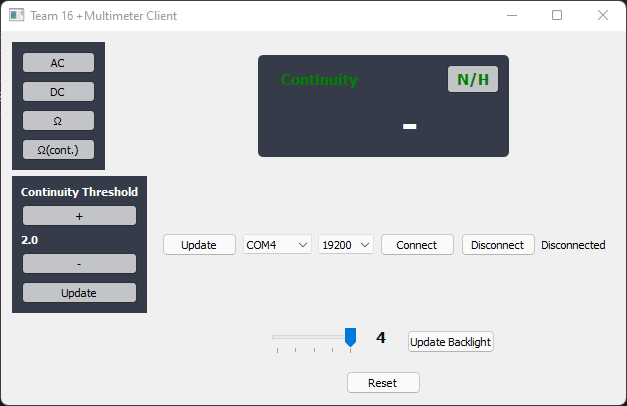 Team 16 +Multimeter Client
AC
DC
Ω
Ω(cont.)
Continuity
N/H
-
Continuity Threshold
+
2.0
-
Update
Update
COM4
19200
Connect
Disconnect
Disconnected
4
Update Backlight
Reset